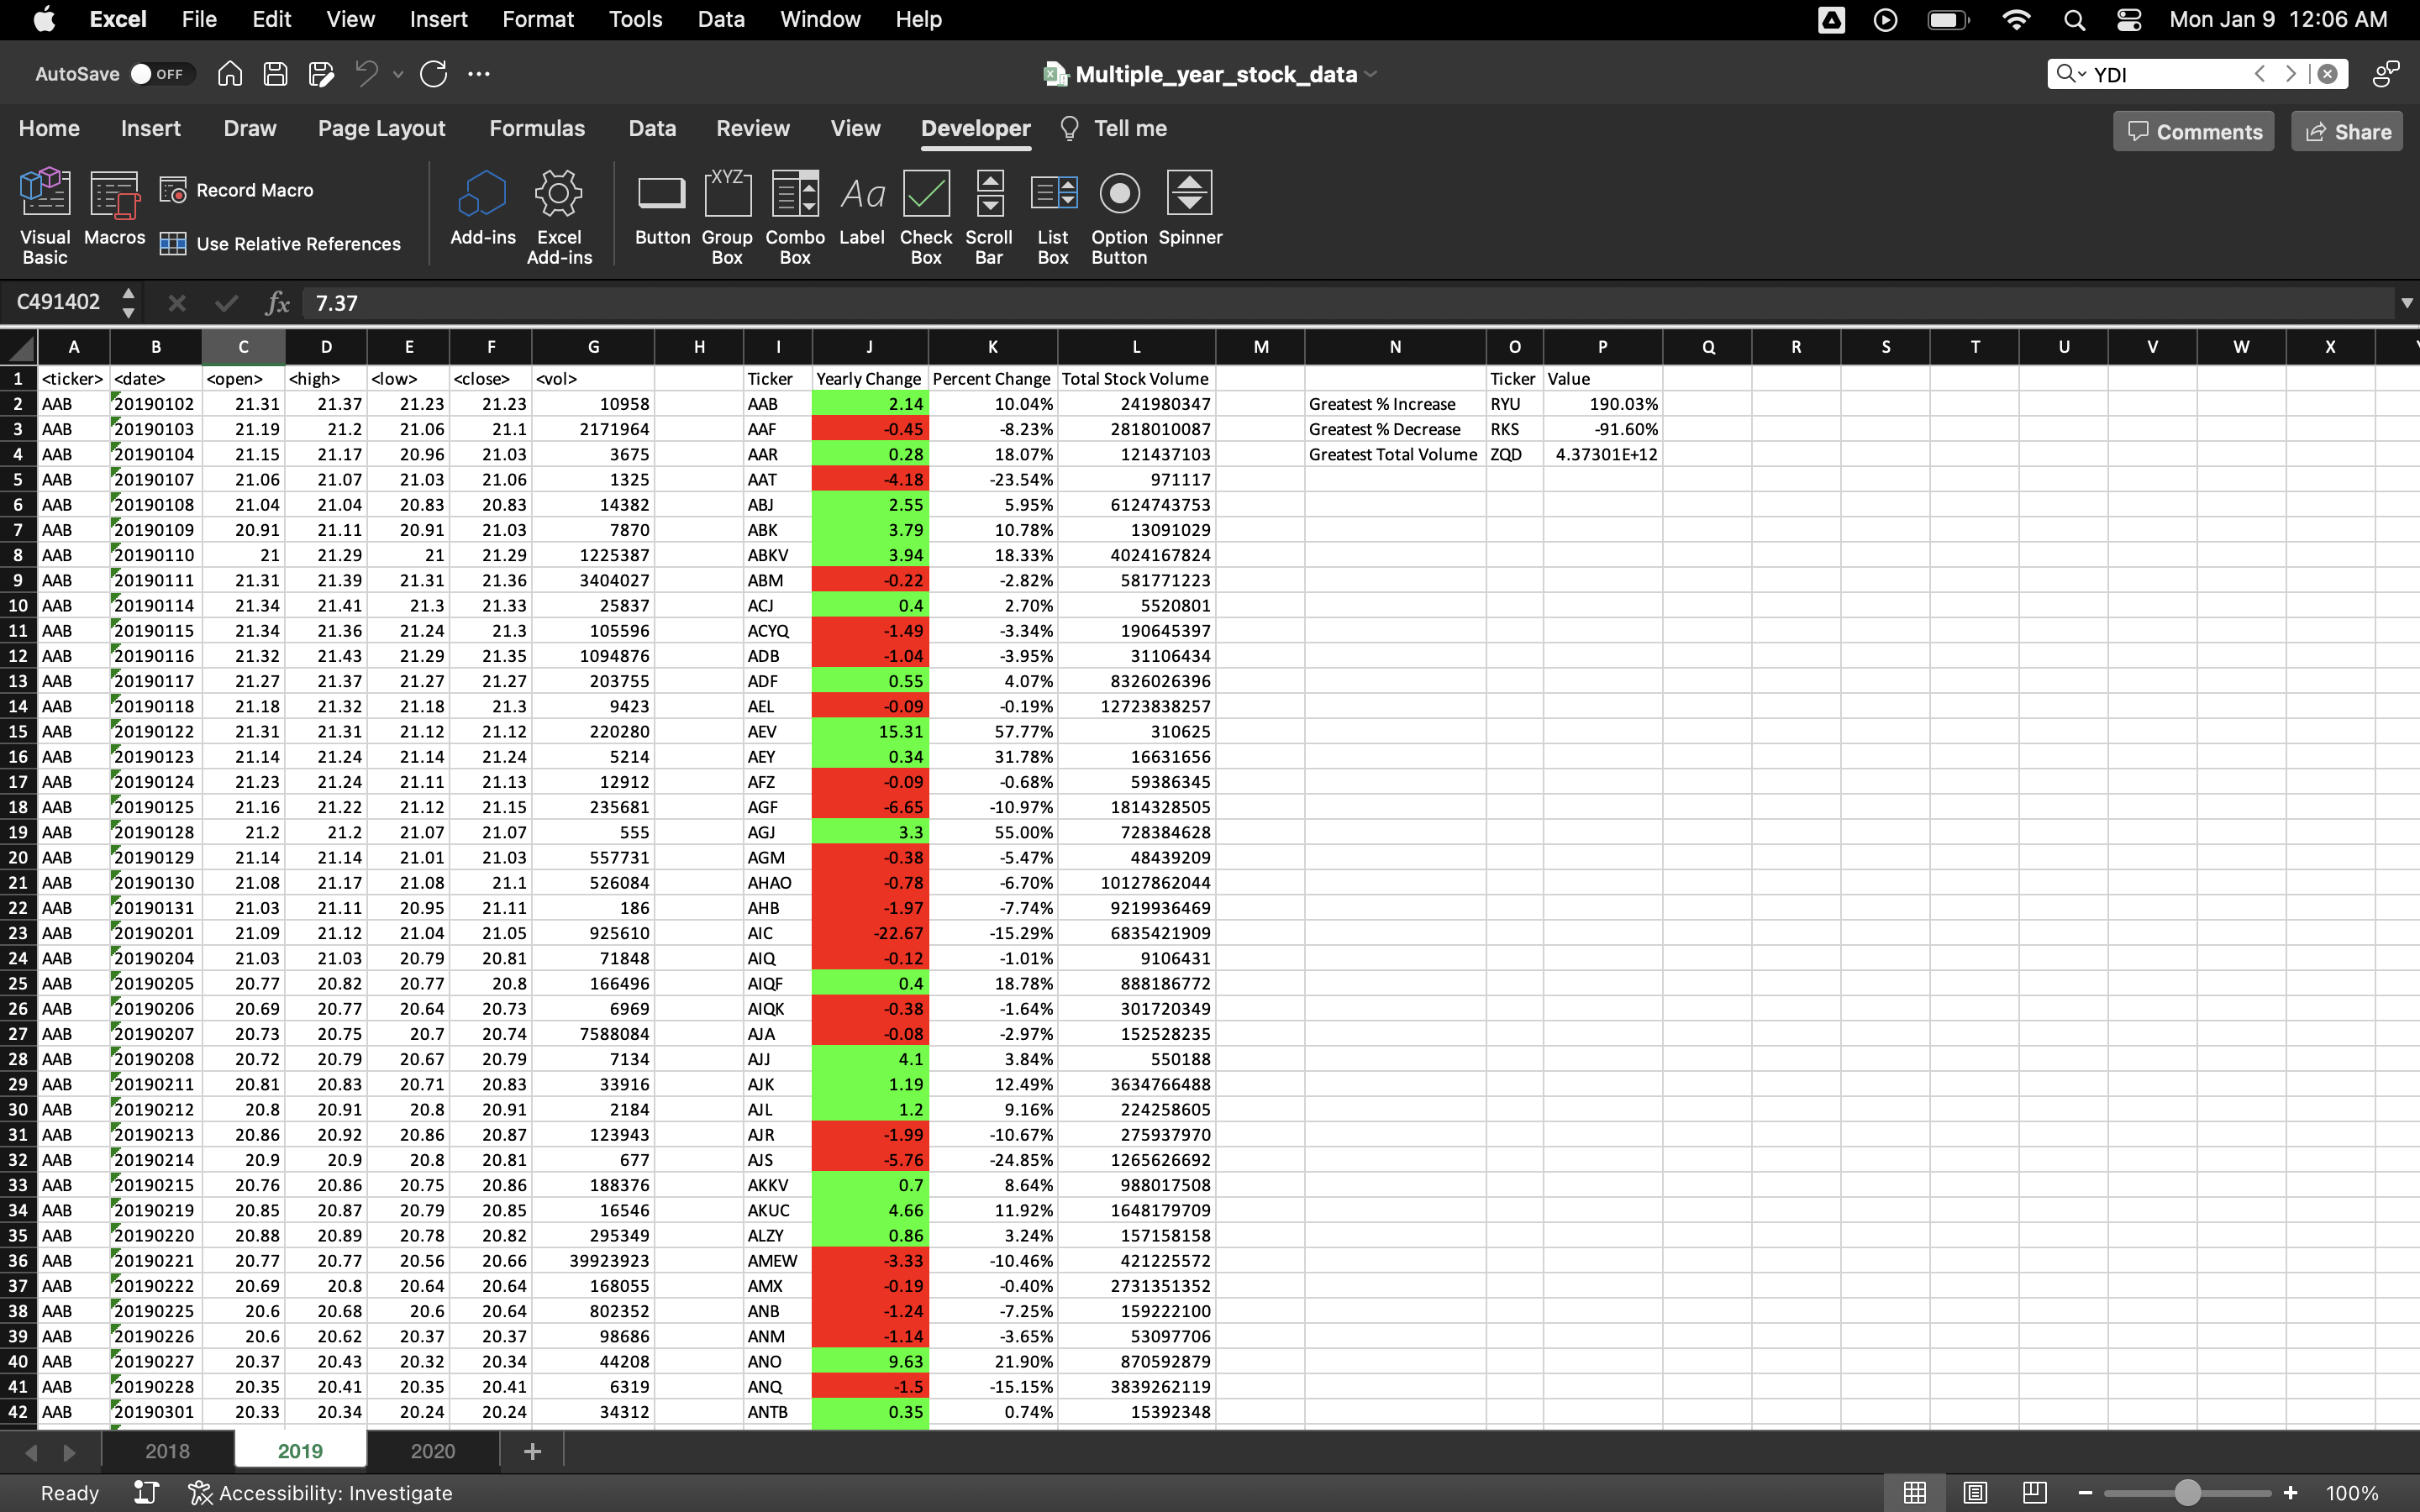 Excel File Edit View Insert Format Tools Data Window Help Mon Jan 9 12:06 AM
AutoSave OFF Multiple_year_stock_data YDI
Home Insert Draw Page Layout Formulas Data Review View Developer Tell me Comments Share
Visual Basic Macros Record Macro Use Relative References Add-ins Excel Add-ins Button Group Box Combo Box Label Check Box Scroll Bar List Box Option Button Spinner
C491402 fx 7.37
A B C D E F G H I J K L M N O P Q R S T U V W X
1 <ticker> <date> <open> <high> <low> <close> <vol> Ticker Yearly Change Percent Change Total Stock Volume Ticker Value
2 AAB 20190102 21.31 21.37 21.23 21.23 10958 AAB 2.14 10.04% 241980347 Greatest % Increase RYU 190.03%
3 AAB 20190103 21.19 21.2 21.06 21.1 2171964 AAF -0.45 -8.23% 2818010087 Greatest % Decrease RKS -91.60%
4 AAB 20190104 21.15 21.17 20.96 21.03 3675 AAR 0.28 18.07% 121437103 Greatest Total Volume ZQD 4.37301E+12
5 AAB 20190107 21.06 21.07 21.03 21.06 1325 AAT -4.18 -23.54% 971117
6 AAB 20190108 21.04 21.04 20.83 20.83 14382 ABJ 2.55 5.95% 6124743753
7 AAB 20190109 20.91 21.11 20.91 21.03 7870 ABK 3.79 10.78% 13091029
8 AAB 20190110 21 21.29 21 21.29 1225387 ABKV 3.94 18.33% 4024167824
9 AAB 20190111 21.31 21.39 21.31 21.36 3404027 ABM -0.22 -2.82% 581771223
10 AAB 20190114 21.34 21.41 21.3 21.33 25837 ACJ 0.4 2.70% 5520801
11 AAB 20190115 21.34 21.36 21.24 21.3 105596 ACYQ -1.49 -3.34% 190645397
12 AAB 20190116 21.32 21.43 21.29 21.35 1094876 ADB -1.04 -3.95% 31106434
13 AAB 20190117 21.27 21.37 21.27 21.27 203755 ADF 0.55 4.07% 8326026396
14 AAB 20190118 21.18 21.32 21.18 21.3 9423 AEL -0.09 -0.19% 12723838257
15 AAB 20190122 21.31 21.31 21.12 21.12 220280 AEV 15.31 57.77% 310625
16 AAB 20190123 21.14 21.24 21.14 21.24 5214 AEY 0.34 31.78% 16631656
17 AAB 20190124 21.23 21.24 21.11 21.13 12912 AFZ -0.09 -0.68% 59386345
18 AAB 20190125 21.16 21.22 21.12 21.15 235681 AGF -6.65 -10.97% 1814328505
19 AAB 20190128 21.2 21.2 21.07 21.07 555 AGJ 3.3 55.00% 728384628
20 AAB 20190129 21.14 21.14 21.01 21.03 557731 AGM -0.38 -5.47% 48439209
21 AAB 20190130 21.08 21.17 21.08 21.1 526084 AHAO -0.78 -6.70% 10127862044
22 AAB 20190131 21.03 21.11 20.95 21.11 186 AHB -1.97 -7.74% 9219936469
23 AAB 20190201 21.09 21.12 21.04 21.05 925610 AIC -22.67 -15.29% 6835421909
24 AAB 20190204 21.03 21.03 20.79 20.81 71848 AIQ -0.12 -1.01% 9106431
25 AAB 20190205 20.77 20.82 20.77 20.8 166496 AIQF 0.4 18.78% 888186772
26 AAB 20190206 20.69 20.77 20.64 20.73 6969 AIQK -0.38 -1.64% 301720349
27 AAB 20190207 20.73 20.75 20.7 20.74 7588084 AJA -0.08 -2.97% 152528235
28 AAB 20190208 20.72 20.79 20.67 20.79 7134 AJJ 4.1 3.84% 550188
29 AAB 20190211 20.81 20.83 20.71 20.83 33916 AJK 1.19 12.49% 3634766488
30 AAB 20190212 20.8 20.91 20.8 20.91 2184 AJL 1.2 9.16% 224258605
31 AAB 20190213 20.86 20.92 20.86 20.87 123943 AJR -1.99 -10.67% 275937970
32 AAB 20190214 20.9 20.9 20.8 20.81 677 AJS -5.76 -24.85% 1265626692
33 AAB 20190215 20.76 20.86 20.75 20.86 188376 AKKV 0.7 8.64% 988017508
34 AAB 20190219 20.85 20.87 20.79 20.85 16546 AKUC 4.66 11.92% 1648179709
35 AAB 20190220 20.88 20.89 20.78 20.82 295349 ALZY 0.86 3.24% 157158158
36 AAB 20190221 20.77 20.77 20.56 20.66 39923923 AMEW -3.33 -10.46% 421225572
37 AAB 20190222 20.69 20.8 20.64 20.64 168055 AMX -0.19 -0.40% 2731351352
38 AAB 20190225 20.6 20.68 20.6 20.64 802352 ANB -1.24 -7.25% 159222100
39 AAB 20190226 20.6 20.62 20.37 20.37 98686 ANM -1.14 -3.65% 53097706
40 AAB 20190227 20.37 20.43 20.32 20.34 44208 ANO 9.63 21.90% 870592879
41 AAB 20190228 20.35 20.41 20.35 20.41 6319 ANQ -1.5 -15.15% 3839262119
42 AAB 20190301 20.33 20.34 20.24 20.24 34312 ANTB 0.35 0.74% 15392348
2018 2019 2020 +
Ready Accessibility: Investigate 100%